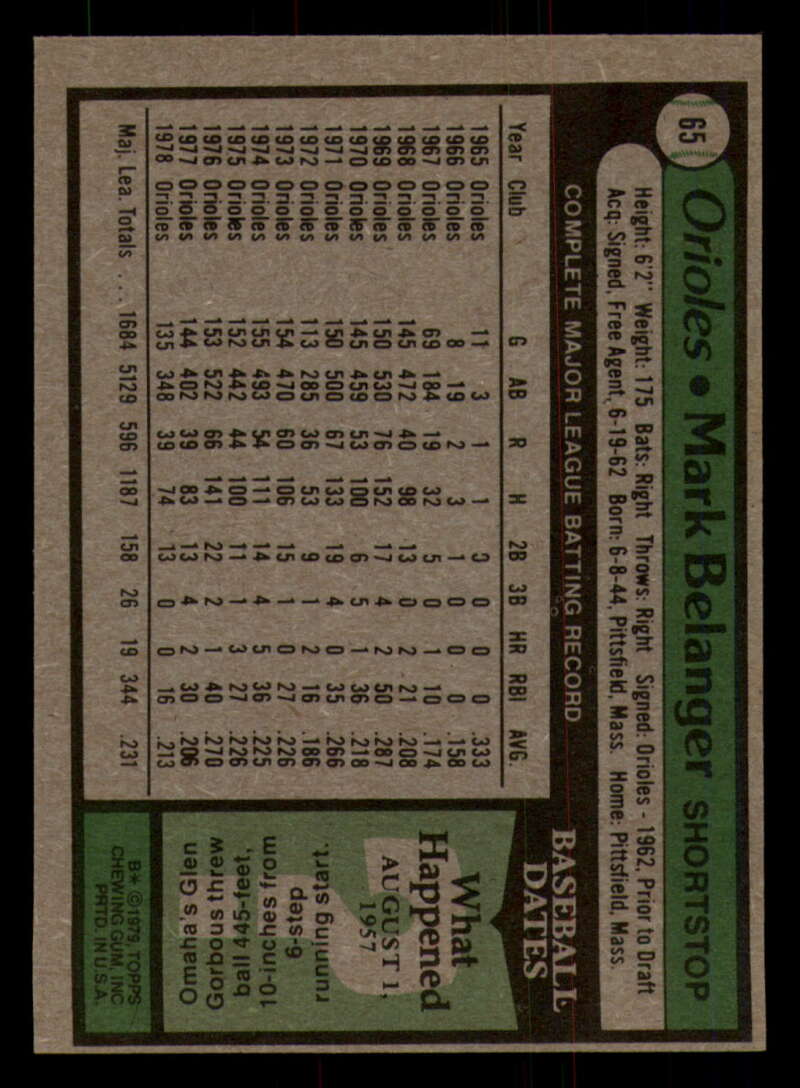 65
Orioles • Mark Belanger SHORTSTOP
Height: 6'2" Weight: 175 Bats: Right Throws: Right Signed: Orioles - 1962, Prior to Draft
Acq: Signed, Free Agent, 6-19-62 Born: 6-8-44, Pittsfield, Mass. Home: Pittsfield, Mass.
COMPLETE MAJOR LEAGUE BATTING RECORD
Year Club G AB R H 2B 3B HR RBI AVG.
1965 Orioles 11 3 1 1 0 0 0 0 .333
1966 Orioles 8 19 2 3 1 0 0 0 .158
1967 Orioles 69 184 19 32 5 0 1 10 .174
1968 Orioles 145 472 40 98 13 0 2 21 .208
1969 Orioles 150 530 76 152 17 4 2 50 .287
1970 Orioles 145 459 53 100 6 5 1 36 .218
1971 Orioles 150 500 67 133 19 4 0 35 .266
1972 Orioles 113 285 36 53 9 1 2 16 .186
1973 Orioles 154 470 60 106 15 1 0 27 .226
1974 Orioles 155 493 54 111 14 4 5 36 .225
1975 Orioles 152 442 44 100 11 1 3 27 .226
1976 Orioles 153 522 66 141 22 2 1 40 .270
1977 Orioles 144 402 39 83 13 4 2 30 .206
1978 Orioles 135 348 39 74 13 0 0 16 .213
Maj. Lea. Totals . . . 1684 5129 596 1187 158 26 19 344 .231
BASEBALL
DATES
What
Happened
AUGUST 1,
1957
6-step
running start.
10-inches from
ball 445-feet,
Gorbous threw
Omaha's Glen
B* ©1979, TOPPS
CHEWING GUM, INC
PRTD. IN U.S.A.